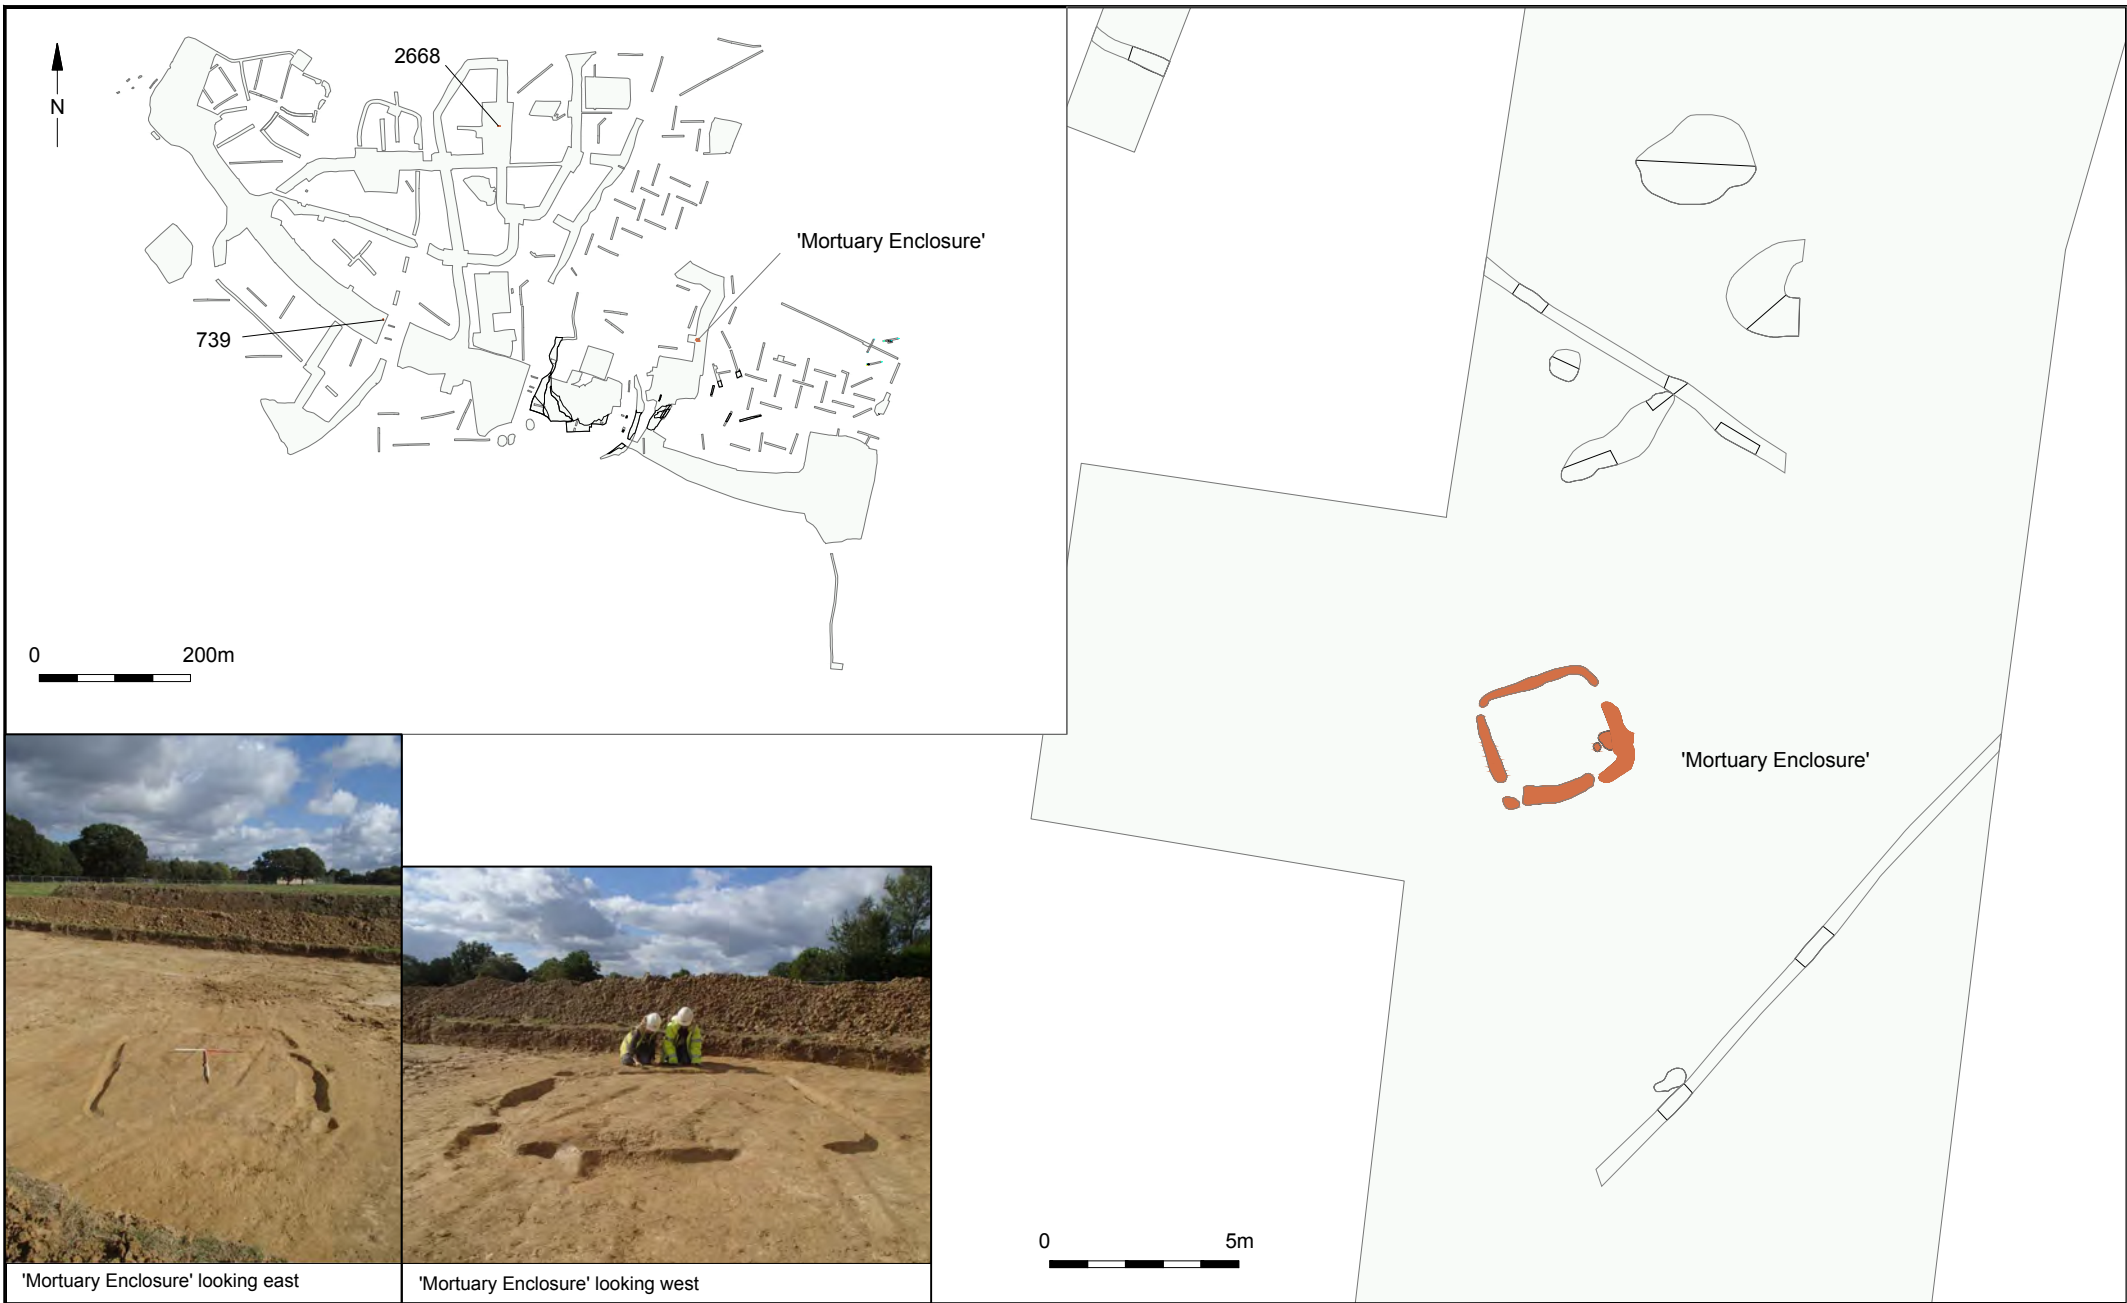 2668
N
'Mortuary Enclosure'
739
0 200m
'Mortuary Enclosure'
0 5m
'Mortuary Enclosure' looking east
'Mortuary Enclosure' looking west